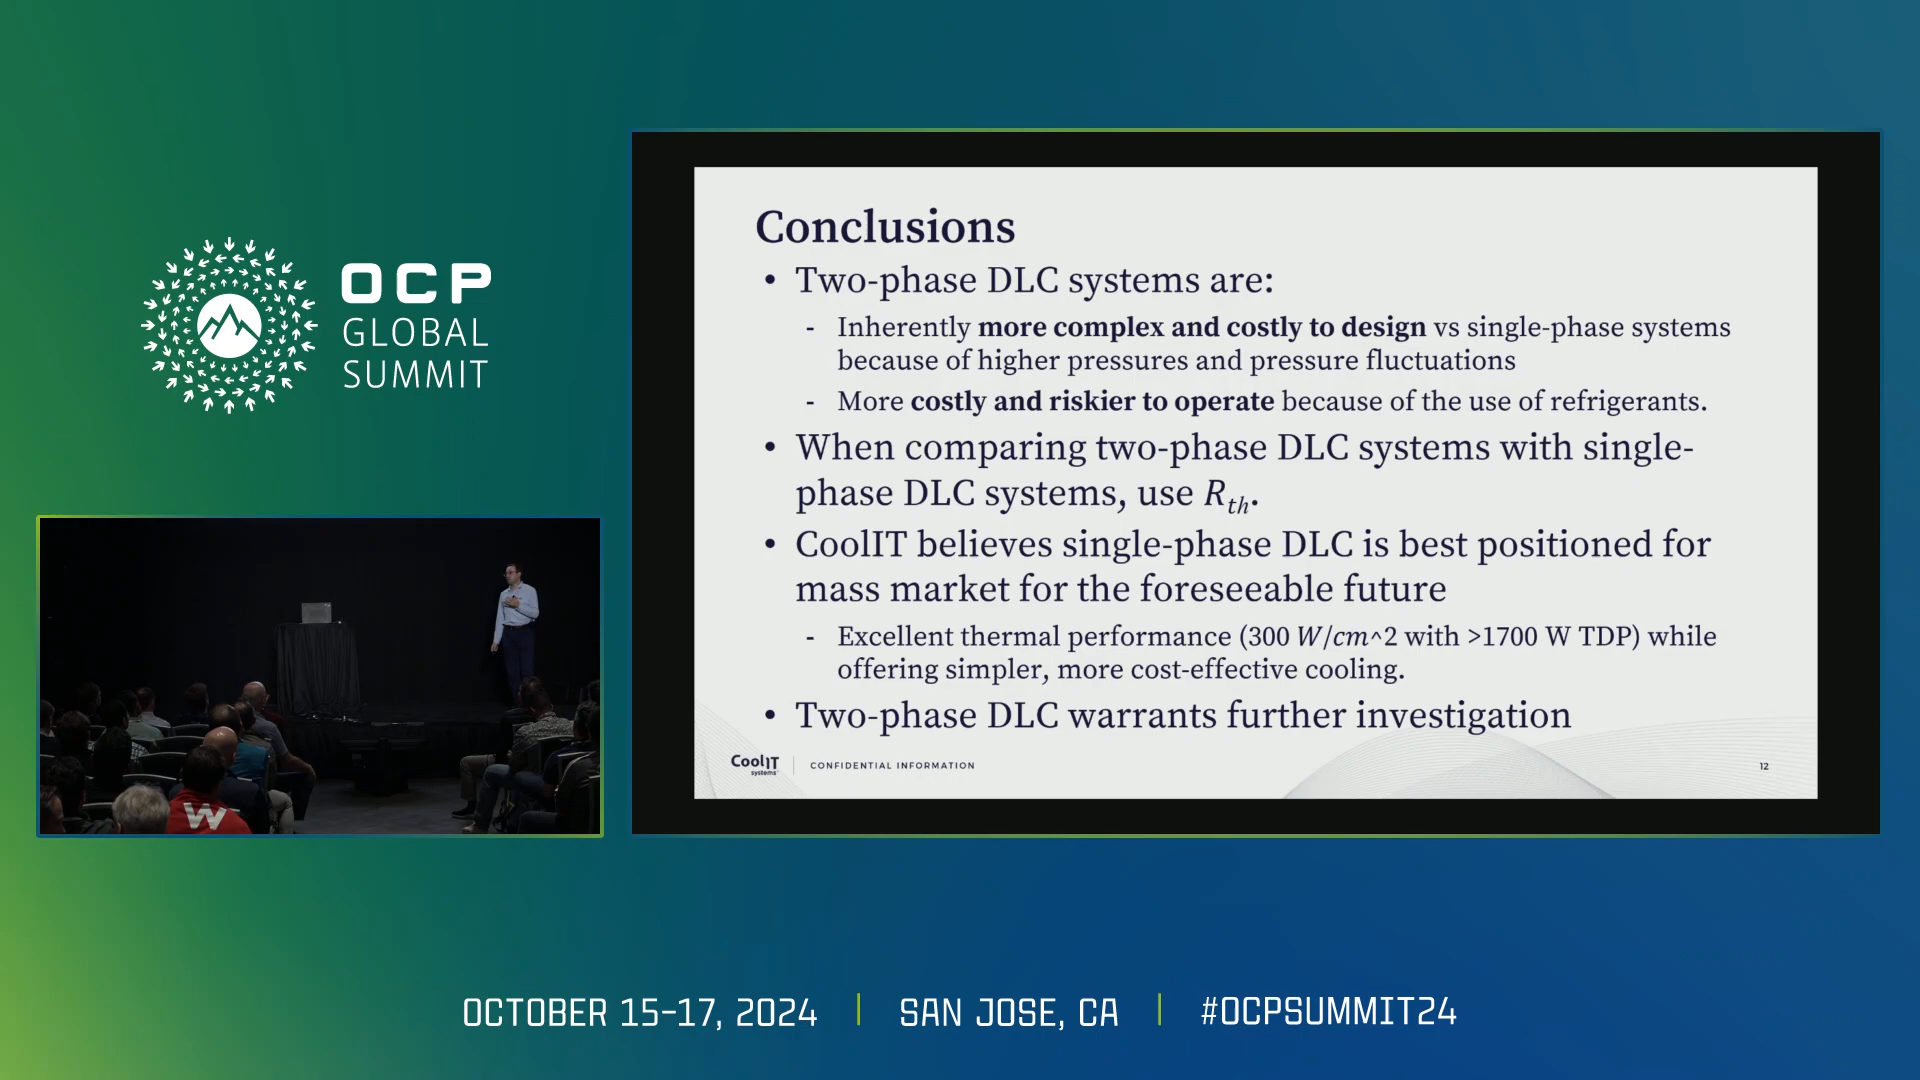 OCP
GLOBAL
SUMMIT
Conclusions
• Two-phase DLC systems are:
- Inherently more complex and costly to design vs single-phase systems
because of higher pressures and pressure fluctuations
- More costly and riskier to operate because of the use of refrigerants.
• When comparing two-phase DLC systems with single-
phase DLC systems, use R_th.
• CoolIT believes single-phase DLC is best positioned for
mass market for the foreseeable future
- Excellent thermal performance (300 W/cm^2 with >1700 W TDP) while
offering simpler, more cost-effective cooling.
• Two-phase DLC warrants further investigation
CoolIT
systems
CONFIDENTIAL INFORMATION
12
W
OCTOBER 15-17, 2024 | SAN JOSE, CA | #OCPSUMMIT24